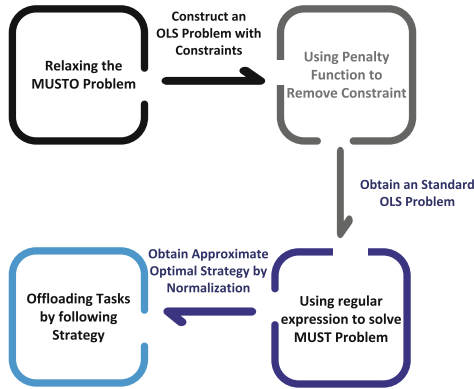 Relaxing the
MUSTO Problem
Construct an
OLS Problem with
Constraints
Using Penalty
Function to
Remove Constraint
Obtain an Standard
OLS Problem
Using regular
expression to solve
MUST Problem
Obtain Approximate
Optimal Strategy by
Normalization
Offloading Tasks
by following
Strategy